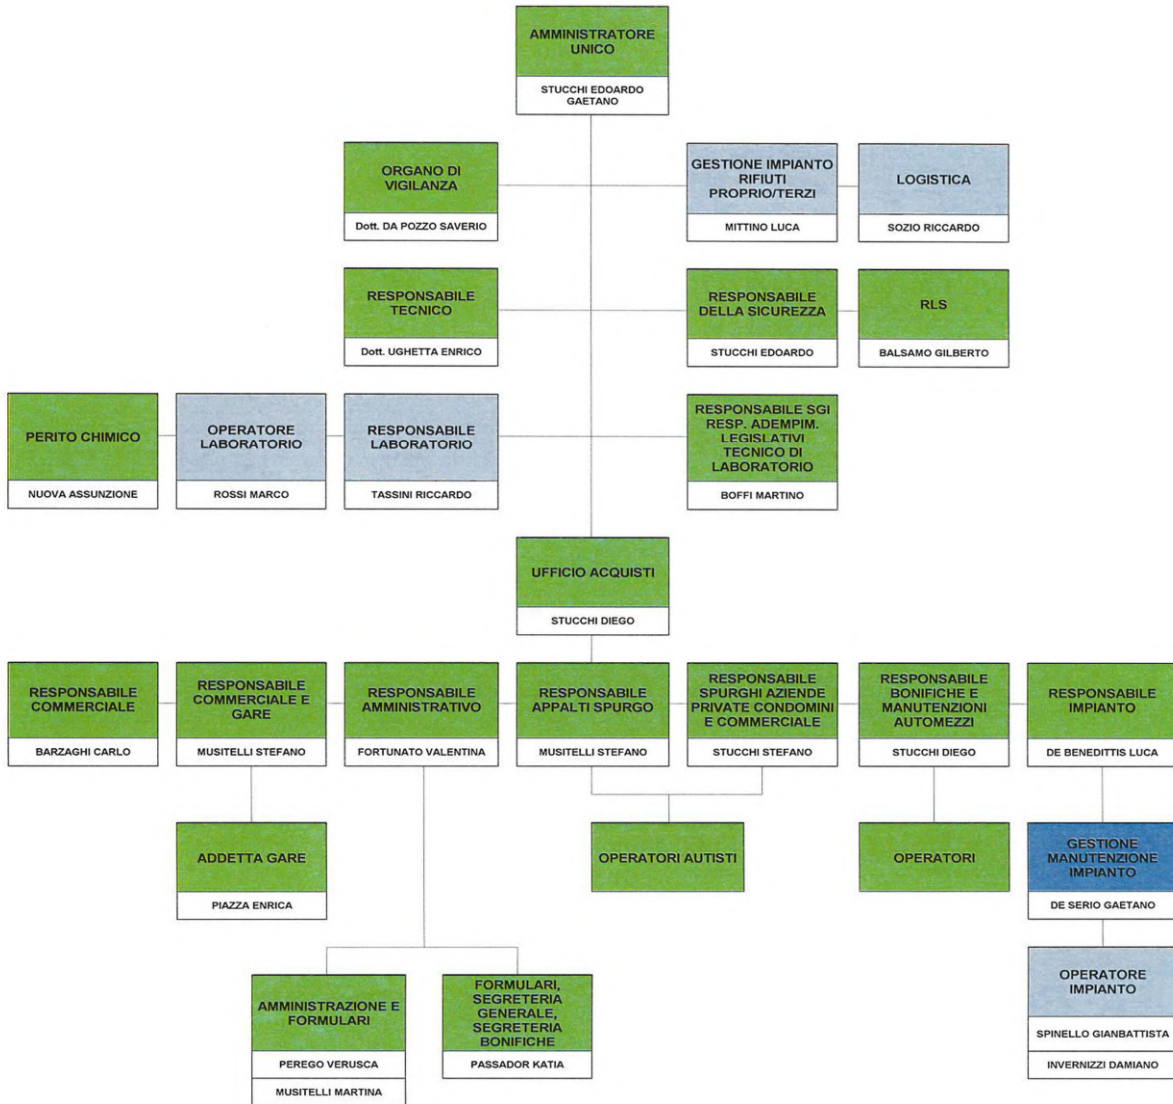 AMMINISTRATORE
UNICO
STUCCHI EDOARDO
GAETANO
ORGANO DI
VIGILANZA
Dott. DA POZZO SAVERIO
GESTIONE IMPIANTO
RIFIUTI
PROPRIO/TERZI
MITTINO LUCA
LOGISTICA
SOZIO RICCARDO
RESPONSABILE
TECNICO
Dott. UGHETTA ENRICO
RESPONSABILE
DELLA SICUREZZA
STUCCHI EDOARDO
RLS
BALSAMO GILBERTO
PERITO CHIMICO
NUOVA ASSUNZIONE
OPERATORE
LABORATORIO
ROSSI MARCO
RESPONSABILE
LABORATORIO
TASSINI RICCARDO
RESPONSABILE SGI
RESP. ADEMPIM.
LEGISLATIVI
TECNICO DI
LABORATORIO
BOFFI MARTINO
UFFICIO ACQUISTI
STUCCHI DIEGO
RESPONSABILE
COMMERCIALE
BARZAGHI CARLO
RESPONSABILE
COMMERCIALE E
GARE
MUSITELLI STEFANO
RESPONSABILE
AMMINISTRATIVO
FORTUNATO VALENTINA
RESPONSABILE
APPALTI SPURGO
MUSITELLI STEFANO
RESPONSABILE
SPURGHI AZIENDE
PRIVATE CONDOMINI
E COMMERCIALE
STUCCHI STEFANO
RESPONSABILE
BONIFICHE E
MANUTENZIONI
AUTOMEZZI
STUCCHI DIEGO
RESPONSABILE
IMPIANTO
DE BENEDITTIS LUCA
ADDETTA GARE
PIAZZA ENRICA
OPERATORI AUTISTI
OPERATORI
GESTIONE
MANUTENZIONE
IMPIANTO
DE SERIO GAETANO
AMMINISTRAZIONE E
FORMULARI
PEREGO VERUSCA
MUSITELLI MARTINA
FORMULARI,
SEGRETERIA
GENERALE,
SEGRETERIA
BONIFICHE
PASSADOR KATIA
OPERATORE
IMPIANTO
SPINELLO GIANBATTISTA
INVERNIZZI DAMIANO